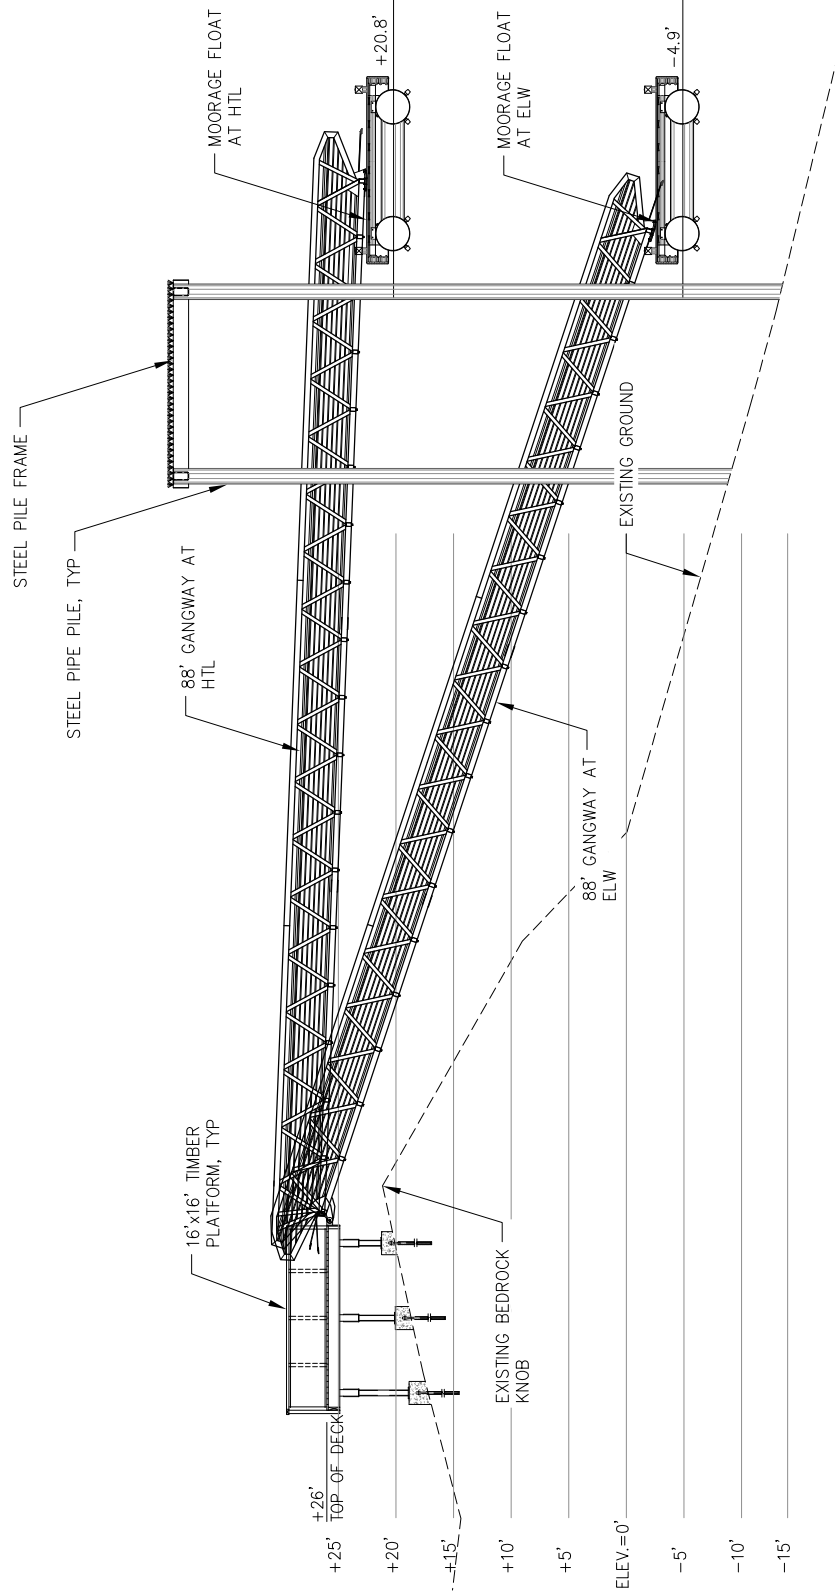 STEEL PILE FRAME
STEEL PIPE PILE, TYP
88' GANGWAY AT
HTL
16'x16' TIMBER
PLATFORM, TYP
MOORAGE FLOAT
AT HTL
+20.8'
MOORAGE FLOAT
AT ELW
-4.9'
EXISTING GROUND
88' GANGWAY AT
ELW
EXISTING BEDROCK
KNOB
+26'
TOP OF DECK
+25'
+20'
+15'
+10'
+5'
ELEV.=0'
-5'
-10'
-15'